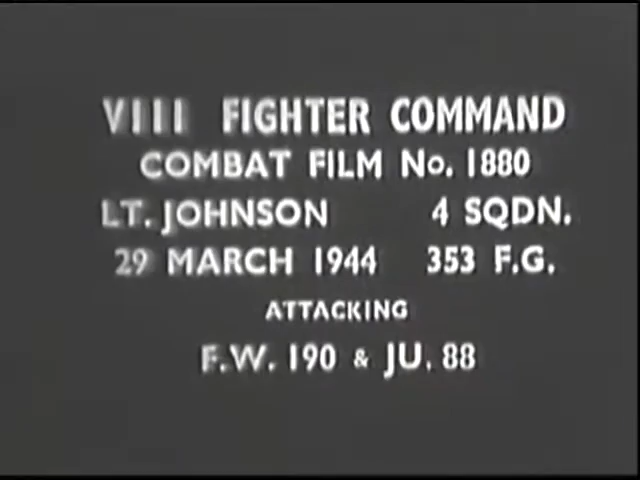 VIII FIGHTER COMMAND
COMBAT FILM No. 1880
LT. JOHNSON 4 SQDN.
29 MARCH 1944 353 F.G.
ATTACKING
F.W. 190 & JU. 88